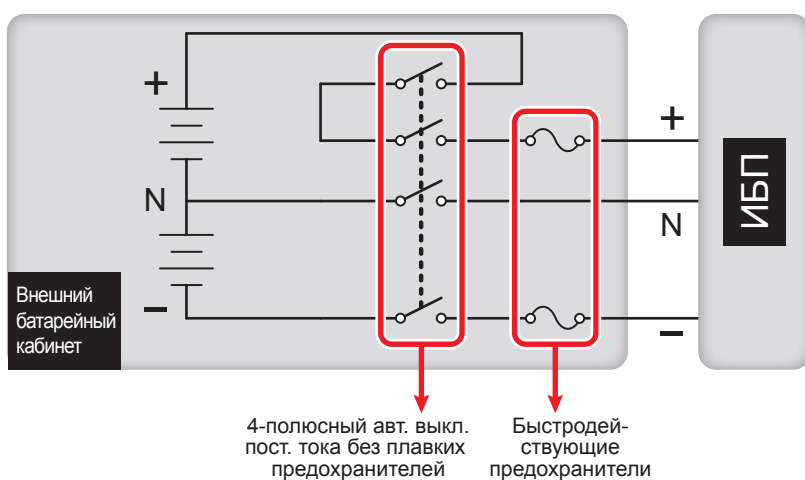 +
N
−
Внешний
батарейный
кабинет
+
N
−
ИБП
4-полюсный авт. выкл.
пост. тока без плавких
предохранителей
Быстродей-
ствующие
предохранители